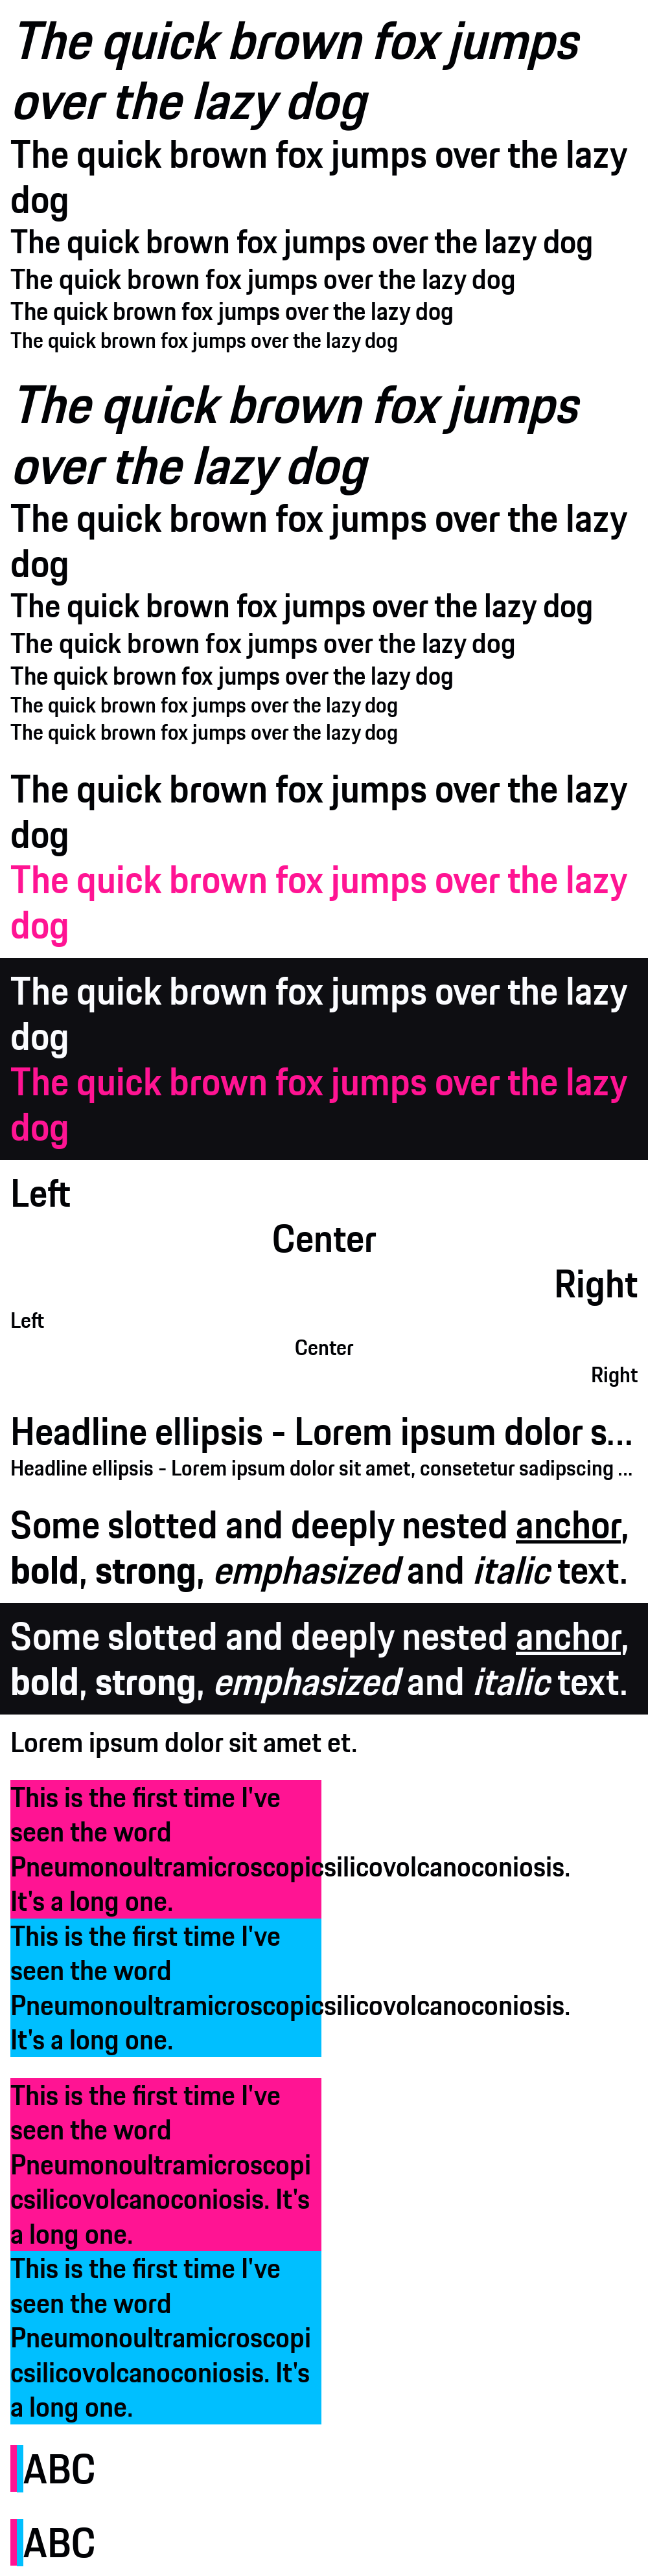 The quick brown fox jumps
over the lazy dog
The quick brown fox jumps over the lazy
dog
The quick brown fox jumps over the lazy dog
The quick brown fox jumps over the lazy dog
The quick brown fox jumps over the lazy dog
The quick brown fox jumps over the lazy dog
The quick brown fox jumps
over the lazy dog
The quick brown fox jumps over the lazy
dog
The quick brown fox jumps over the lazy dog
The quick brown fox jumps over the lazy dog
The quick brown fox jumps over the lazy dog
The quick brown fox jumps over the lazy dog
The quick brown fox jumps over the lazy dog
The quick brown fox jumps over the lazy
dog
The quick brown fox jumps over the lazy
dog
The quick brown fox jumps over the lazy
dog
The quick brown fox jumps over the lazy
dog
Left
Center
Right
Left
Center
Right
Headline ellipsis - Lorem ipsum dolor s...
Headline ellipsis - Lorem ipsum dolor sit amet, consetetur sadipscing ...
Some slotted and deeply nested anchor,
bold, strong, emphasized and italic text.
Some slotted and deeply nested anchor,
bold, strong, emphasized and italic text.
Lorem ipsum dolor sit amet et.
This is the first time I've
seen the word
Pneumonoultramicroscopicsilicovolcanoconiosis.
It's a long one.
This is the first time I've
seen the word
Pneumonoultramicroscopicsilicovolcanoconiosis.
It's a long one.
This is the first time I've
seen the word
Pneumonoultramicroscopi
csilicovolcanoconiosis. It's
a long one.
This is the first time I've
seen the word
Pneumonoultramicroscopi
csilicovolcanoconiosis. It's
a long one.
ABC
ABC